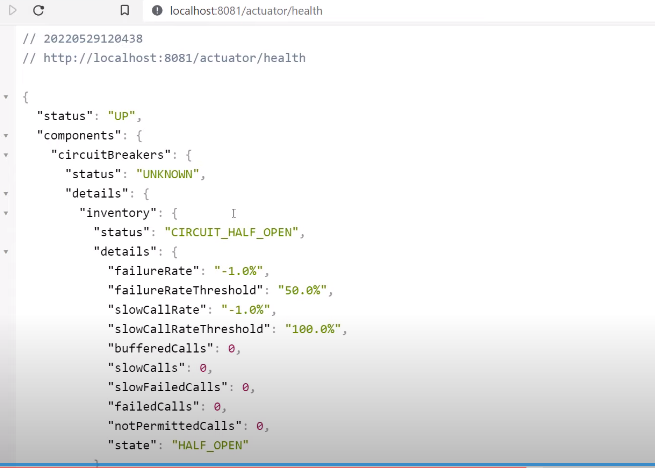 localhost:8081/actuator/health
// 20220529120438
// http://localhost:8081/actuator/health
{
"status": "UP",
"components": {
"circuitBreakers": {
"status": "UNKNOWN",
"details": {
"inventory": {
"status": "CIRCUIT_HALF_OPEN",
"details": {
"failureRate": "-1.0%",
"failureRateThreshold": "50.0%",
"slowCallRate": "-1.0%",
"slowCallRateThreshold": "100.0%",
"bufferedCalls": 0,
"slowCalls": 0,
"slowFailedCalls": 0,
"failedCalls": 0,
"notPermittedCalls": 0,
"state": "HALF_OPEN"
}